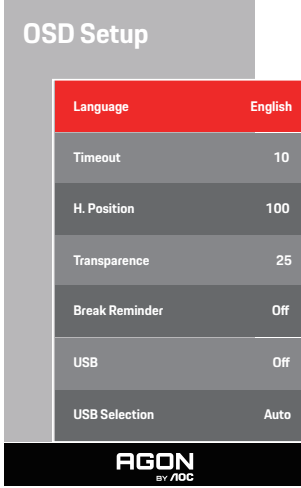 OSD Setup
Language English
Timeout 10
H. Position 100
Transparence 25
Break Reminder Off
USB Off
USB Selection Auto
AGON
BY AOC